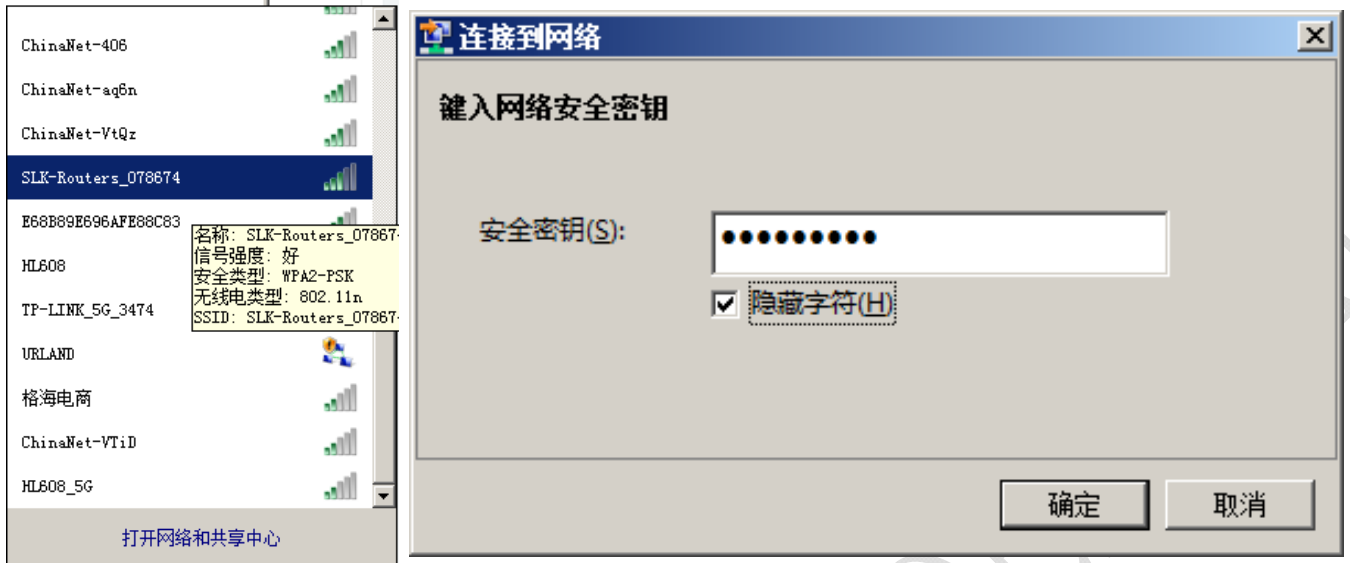 ChinaNet-406
ChinaNet-aq6n
ChinaNet-VtQz
SLK-Routers_078674
E68B89E696AFE88C83
名称: SLK-Routers_07867
信号强度: 好
安全类型: WPA2-PSK
无线电类型: 802.11n
SSID: SLK-Routers_07867
HL608
TP-LINK_5G_3474
URLAND
格海电商
ChinaNet-VTiD
HL608_5G
打开网络和共享中心
连接到网络
键入网络安全密钥
安全密钥(S):
●●●●●●●●●
隐藏字符(H)
确定
取消